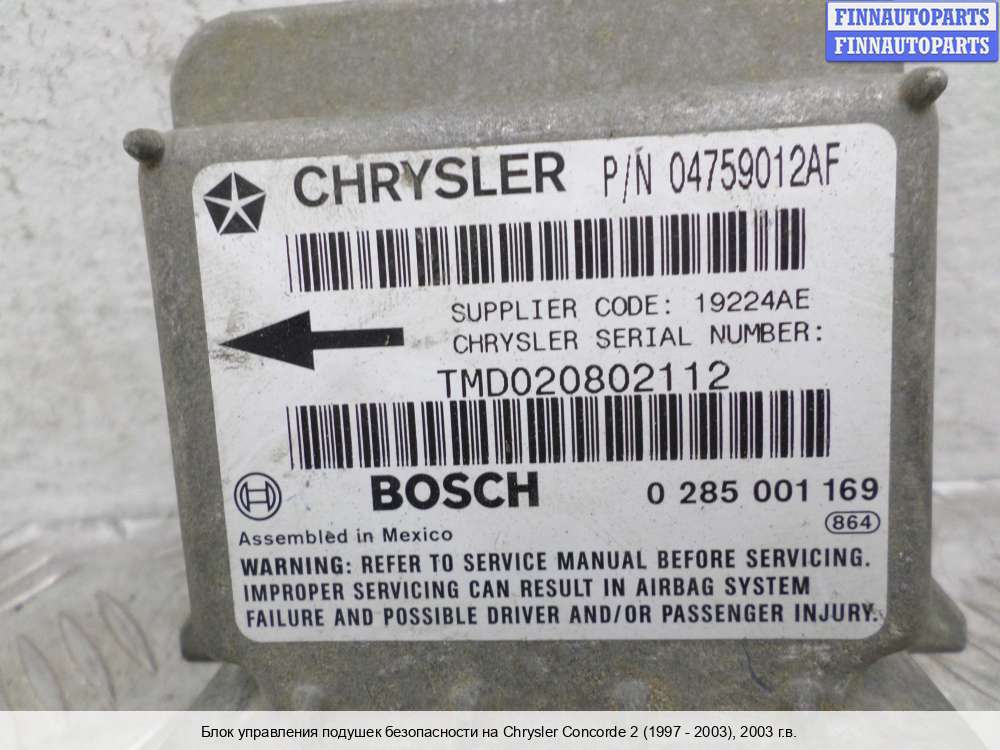 FINNAUTOPARTS
FINNAUTOPARTS
CHRYSLER P/N 04759012AF
SUPPLIER CODE: 19224AE
CHRYSLER SERIAL NUMBER:
TMD020802112
BOSCH 0 285 001 169
864
Assembled in Mexico
WARNING: REFER TO SERVICE MANUAL BEFORE SERVICING.
IMPROPER SERVICING CAN RESULT IN AIRBAG SYSTEM
FAILURE AND POSSIBLE DRIVER AND/OR PASSENGER INJURY.
Блок управления подушек безопасности на Chrysler Concorde 2 (1997 - 2003), 2003 г.в.